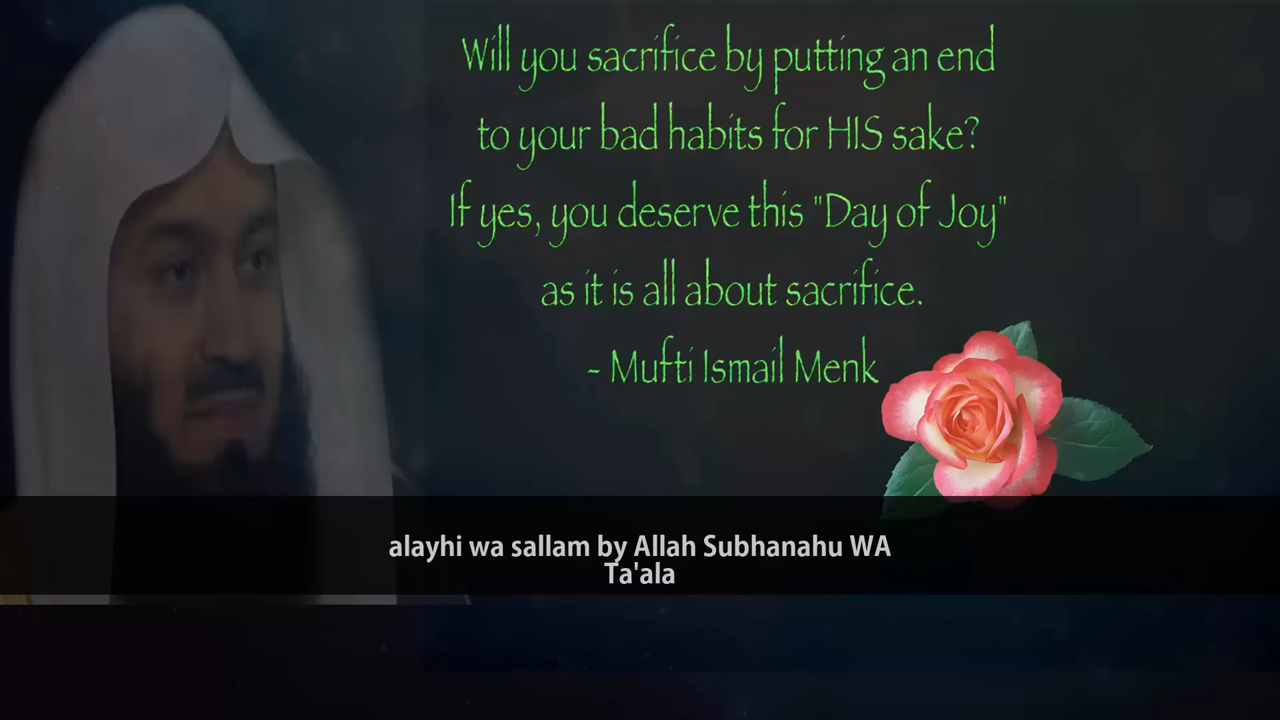 Will you sacrifice by putting an end
to your bad habits for HIS sake?
If yes, you deserve this "Day of Joy"
as it is all about sacrifice.
- Mufti Ismail Menk
alayhi wa sallam by Allah Subhanahu WA
Ta'ala